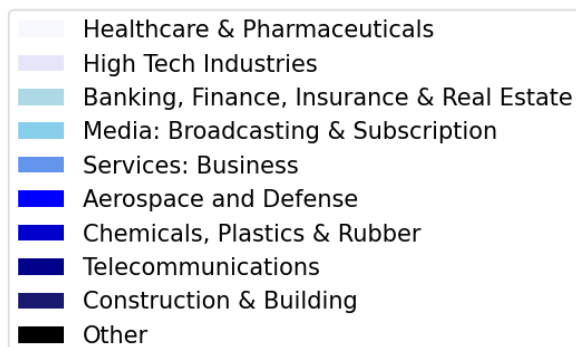 Healthcare & Pharmaceuticals
High Tech Industries
Banking, Finance, Insurance & Real Estate
Media: Broadcasting & Subscription
Services: Business
Aerospace and Defense
Chemicals, Plastics & Rubber
Telecommunications
Construction & Building
Other